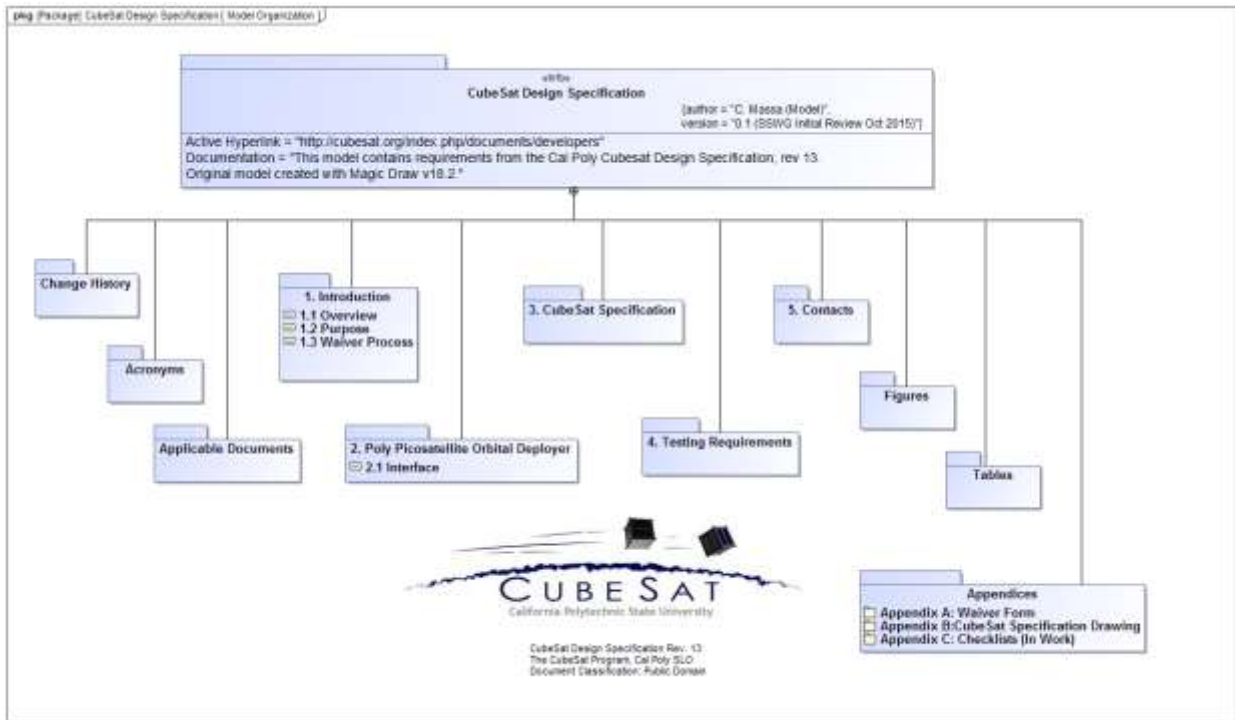 pkg [Package] CubeSat Design Specification [ Model Organization ]
CubeSat Design Specification
{author = "C. Massa (Model)",
version = "0.1 (SSWG Initial Review Oct 2015)"}
Active Hyperlink = "http://cubesat.org/index.php/documents/developers"
Documentation = "This model contains requirements from the Cal Poly Cubesat Design Specification, rev 13.
Original model created with Magic Draw v18.2."
Change History
Acronyms
Applicable Documents
1. Introduction
1.1 Overview
1.2 Purpose
1.3 Waiver Process
2. Poly Picosatellite Orbital Deployer
2.1 Interface
3. CubeSat Specification
4. Testing Requirements
5. Contacts
Figures
Tables
Appendices
Appendix A: Waiver Form
Appendix B:CubeSat Specification Drawing
Appendix C: Checklists (In Work)
CUBESAT
California Polytechnic State University
CubeSat Design Specification Rev. 13
The CubeSat Program, Cal Poly SLO
Document Classification: Public Domain